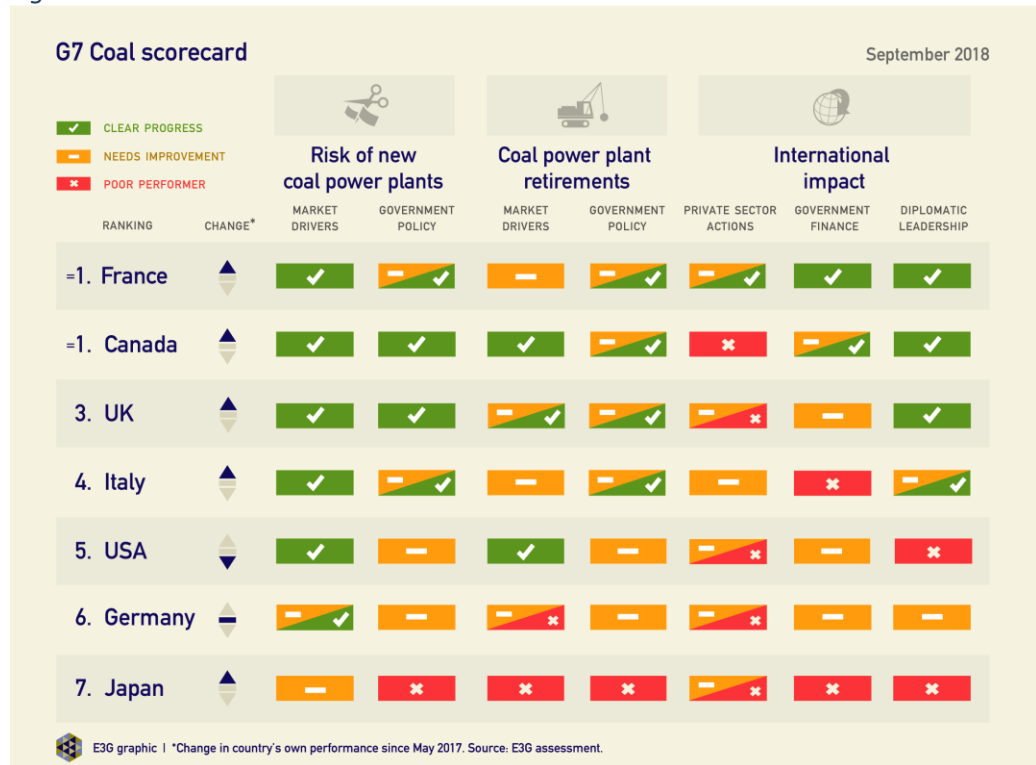 G7 Coal scorecard
September 2018
CLEAR PROGRESS
NEEDS IMPROVEMENT
POOR PERFORMER
Risk of new
coal power plants
Coal power plant
retirements
International
impact
RANKING
CHANGE*
MARKET
DRIVERS
GOVERNMENT
POLICY
MARKET
DRIVERS
GOVERNMENT
POLICY
PRIVATE SECTOR
ACTIONS
GOVERNMENT
FINANCE
DIPLOMATIC
LEADERSHIP
=1. France
=1. Canada
3. UK
4. Italy
5. USA
6. Germany
7. Japan
E3G graphic | *Change in country's own performance since May 2017. Source: E3G assessment.